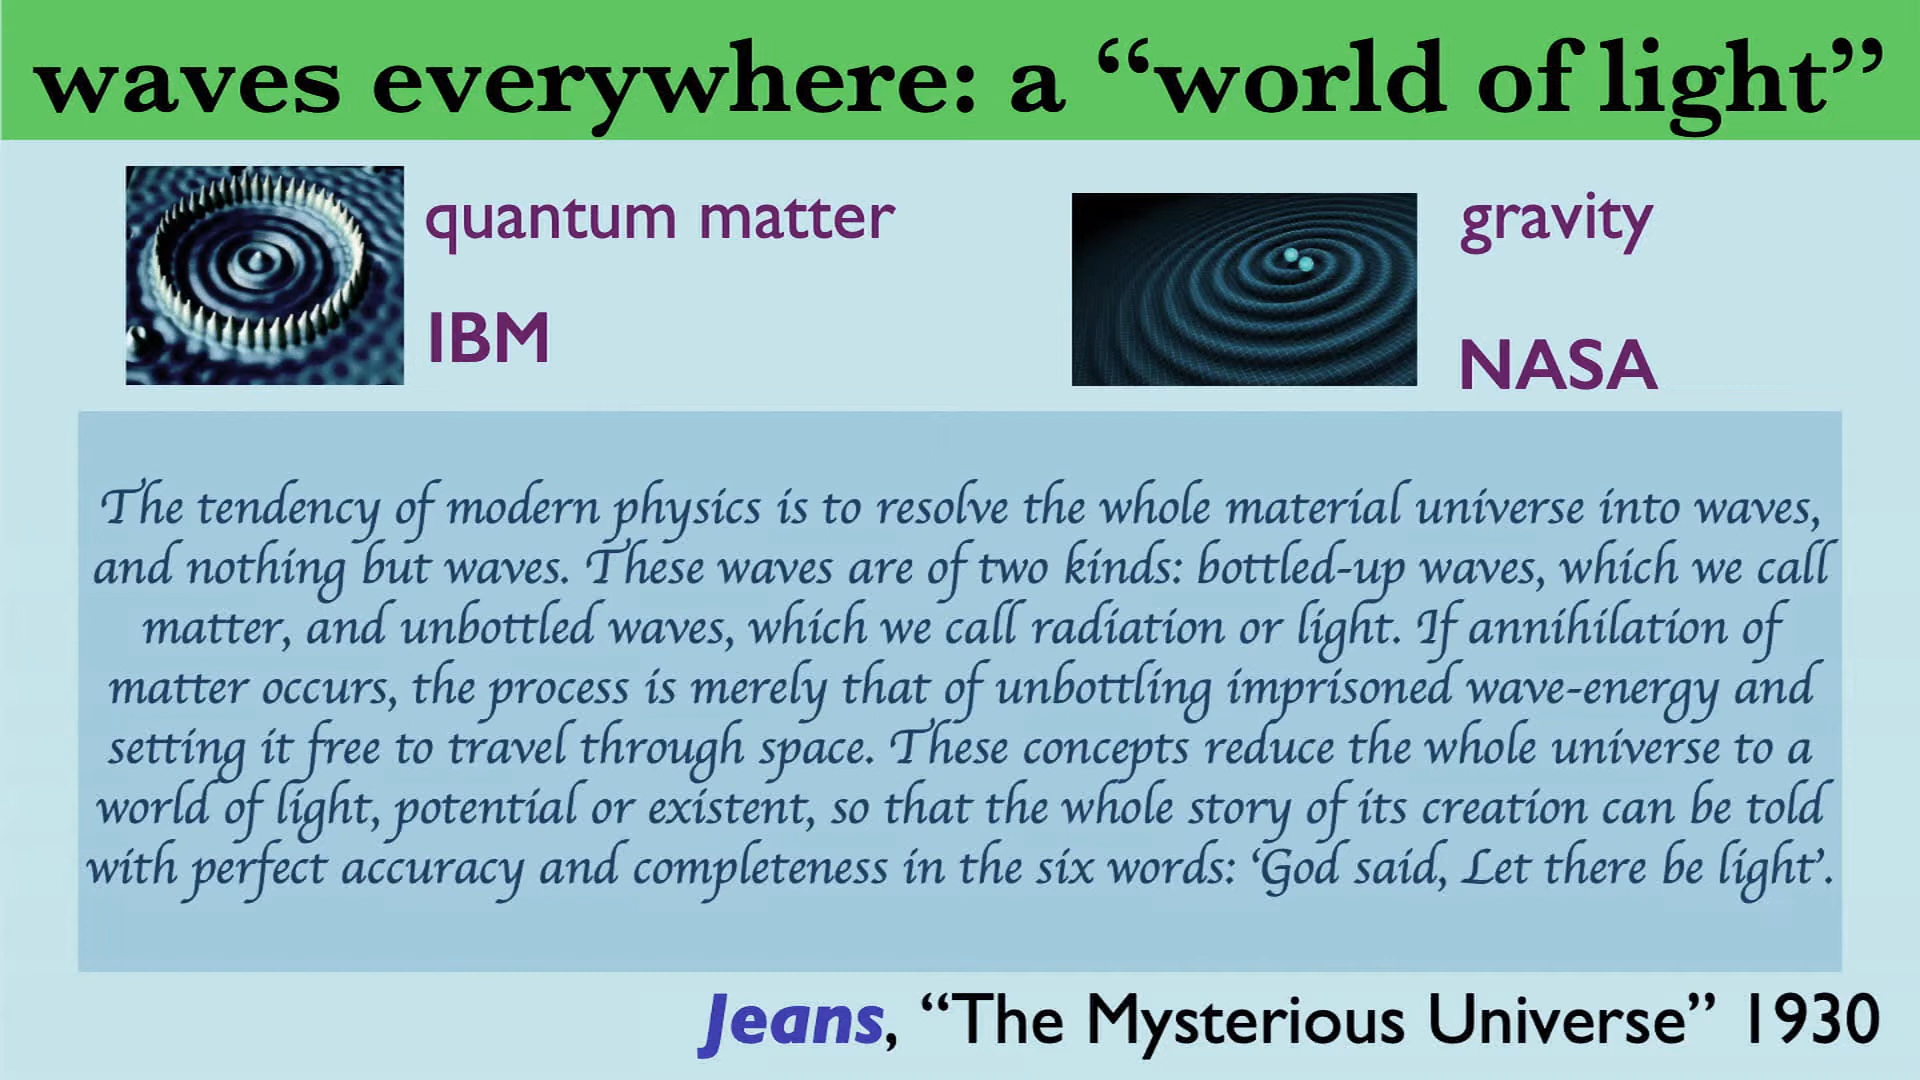 waves everywhere: a “world of light”
quantum matter
IBM
gravity
NASA
The tendency of modern physics is to resolve the whole material universe into waves,
and nothing but waves. These waves are of two kinds: bottled-up waves, which we call
matter, and unbottled waves, which we call radiation or light. If annihilation of
matter occurs, the process is merely that of unbottling imprisoned wave-energy and
setting it free to travel through space. These concepts reduce the whole universe to a
world of light, potential or existent, so that the whole story of its creation can be told
with perfect accuracy and completeness in the six words: ‘God said, Let there be light’.
Jeans, “The Mysterious Universe” 1930